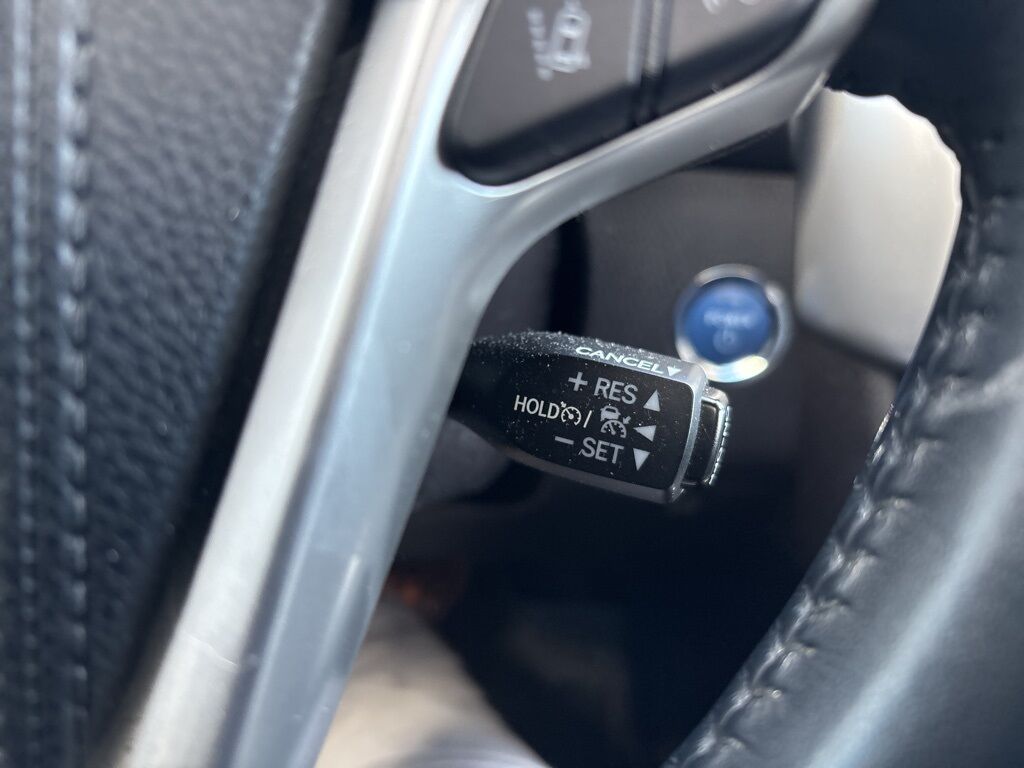 CANCEL
+ RES
HOLD /
− SET